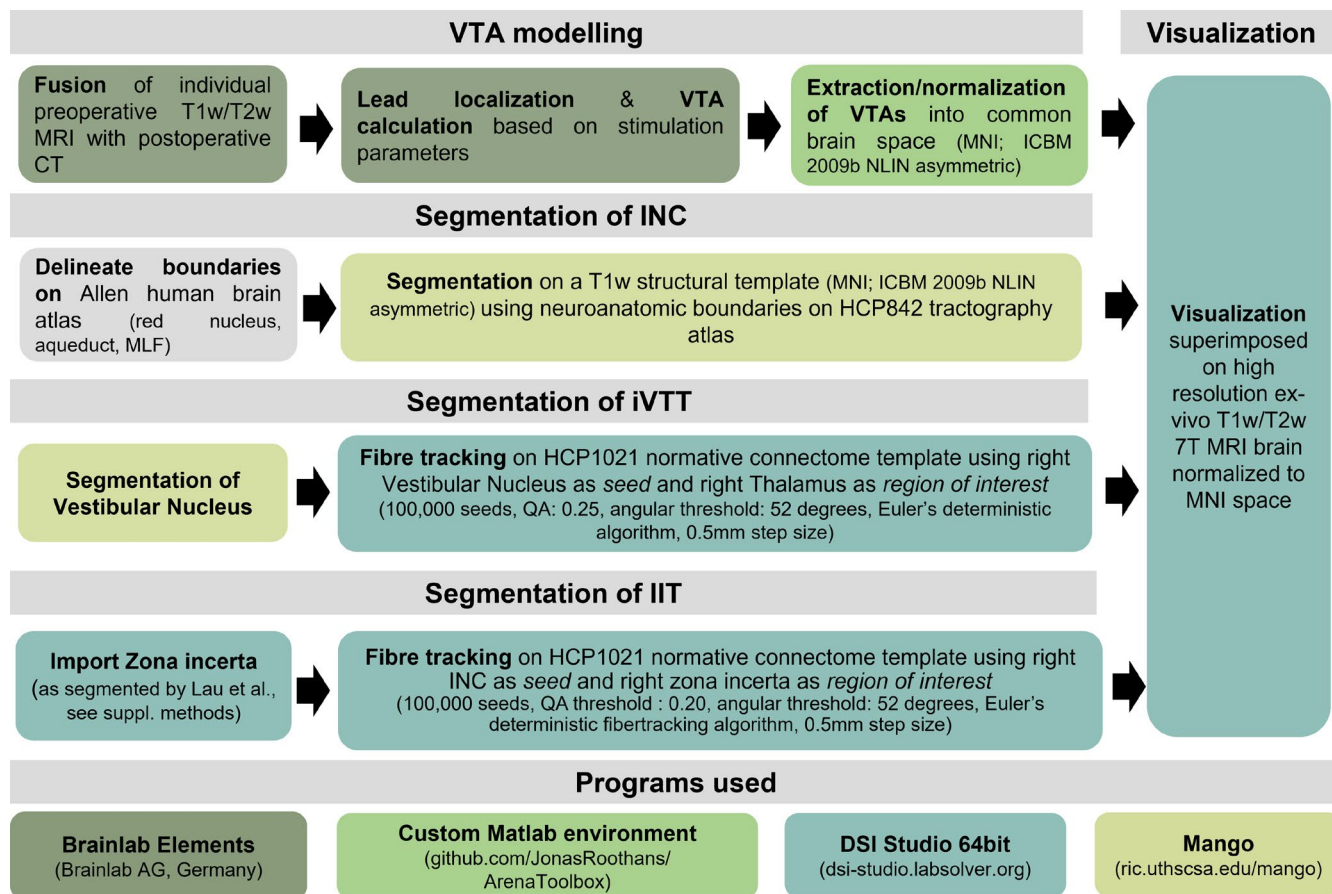 VTA modelling
Visualization
Fusion of individual
preoperative T1w/T2w
MRI with postoperative
CT
Lead localization & VTA
calculation based on stimulation
parameters
Extraction/normalization
of VTAs into common
brain space (MNI; ICBM
2009b NLIN asymmetric)
Segmentation of INC
Delineate boundaries
on Allen human brain
atlas (red nucleus,
aqueduct, MLF)
Segmentation on a T1w structural template (MNI; ICBM 2009b NLIN
asymmetric) using neuroanatomic boundaries on HCP842 tractography
atlas
Segmentation of iVTT
Segmentation of
Vestibular Nucleus
Fibre tracking on HCP1021 normative connectome template using right
Vestibular Nucleus as seed and right Thalamus as region of interest
(100,000 seeds, QA: 0.25, angular threshold: 52 degrees, Euler's deterministic
algorithm, 0.5mm step size)
Segmentation of IIT
Import Zona incerta
(as segmented by Lau et al.,
see suppl. methods)
Fibre tracking on HCP1021 normative connectome template using right
INC as seed and right zona incerta as region of interest
(100,000 seeds, QA threshold : 0.20, angular threshold: 52 degrees, Euler's
deterministic fibertracking algorithm, 0.5mm step size)
Visualization
superimposed
on high
resolution ex-
vivo T1w/T2w
7T MRI brain
normalized to
MNI space
Programs used
Brainlab Elements
(Brainlab AG, Germany)
Custom Matlab environment
(github.com/JonasRoothans/
ArenaToolbox)
DSI Studio 64bit
(dsi-studio.labsolver.org)
Mango
(ric.uthscsa.edu/mango)